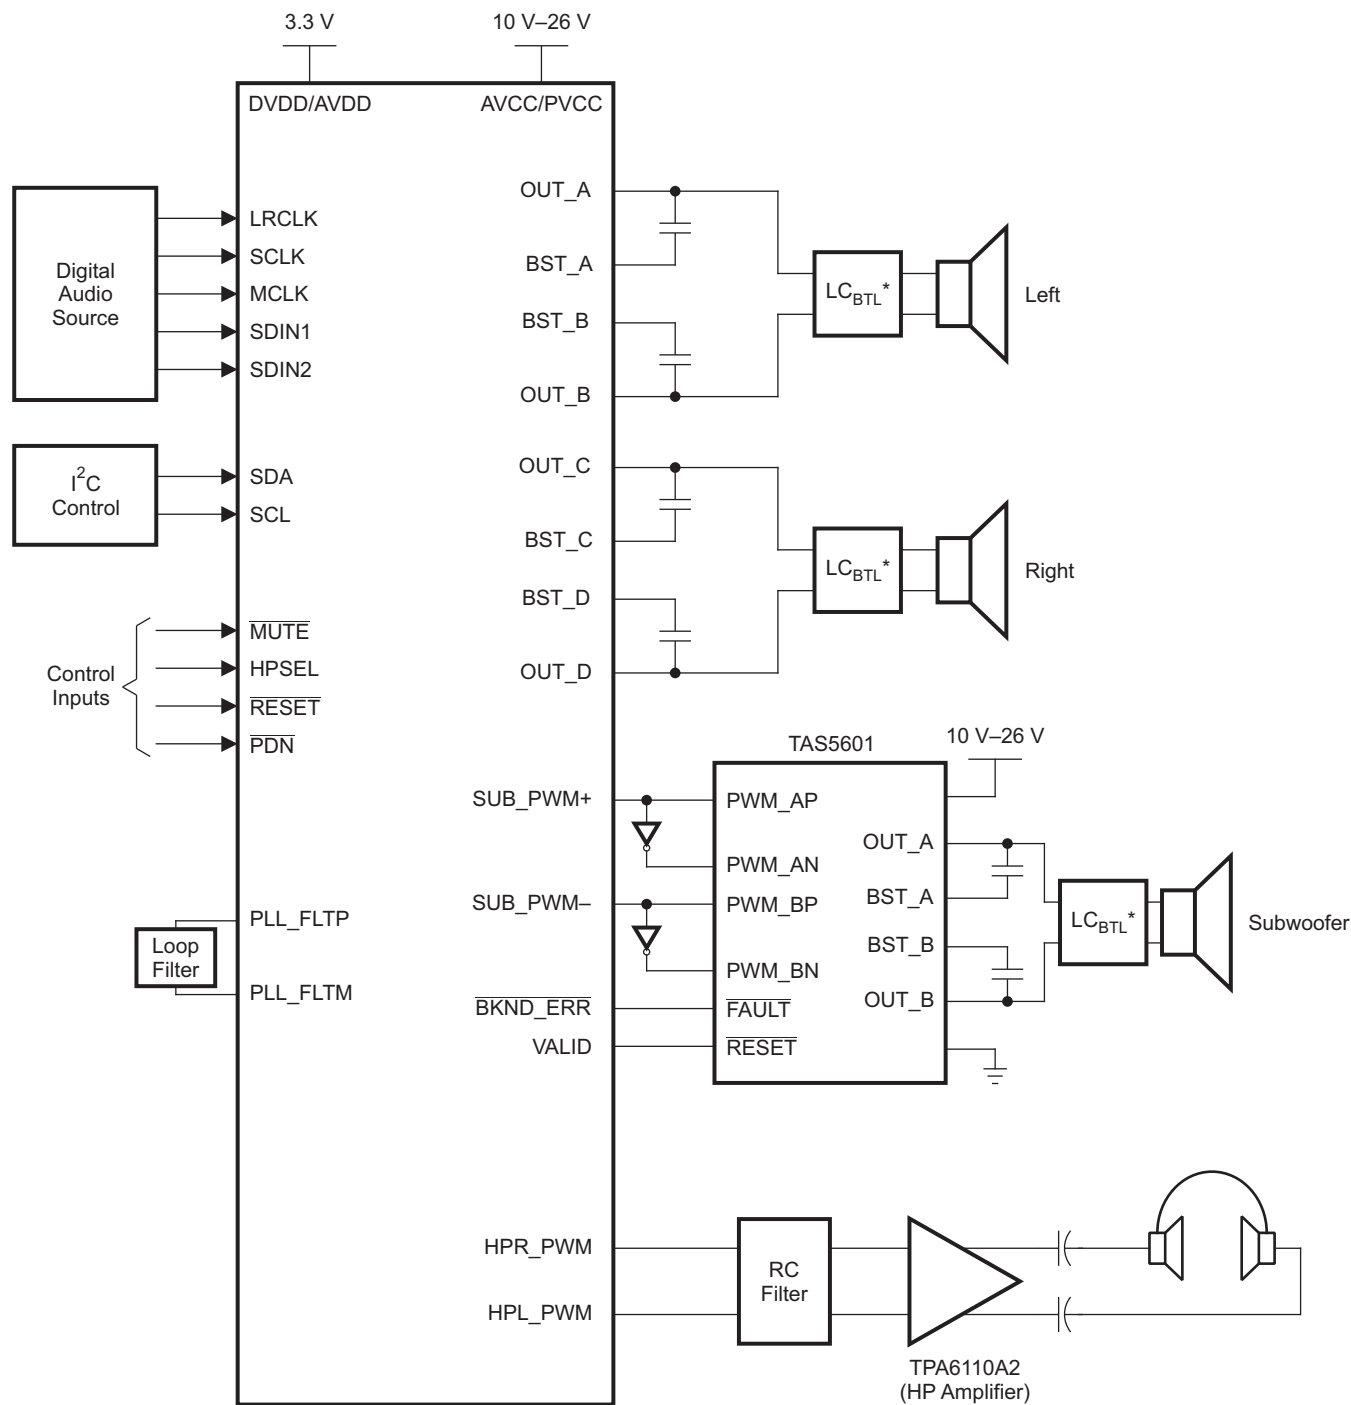 3.3 V
10 V–26 V
DVDD/AVDD
AVCC/PVCC
Digital
Audio
Source
LRCLK
SCLK
MCLK
SDIN1
SDIN2
I²C
Control
SDA
SCL
Control
Inputs
MUTE
HPSEL
RESET
PDN
Loop
Filter
PLL_FLTP
PLL_FLTM
OUT_A
BST_A
BST_B
OUT_B
LC_BTL*
Left
OUT_C
BST_C
BST_D
OUT_D
LC_BTL*
Right
SUB_PWM+
SUB_PWM–
BKND_ERR
VALID
TAS5601
10 V–26 V
PWM_AP
PWM_AN
PWM_BP
PWM_BN
FAULT
RESET
OUT_A
BST_A
BST_B
OUT_B
LC_BTL*
Subwoofer
HPR_PWM
HPL_PWM
RC
Filter
TPA6110A2
(HP Amplifier)